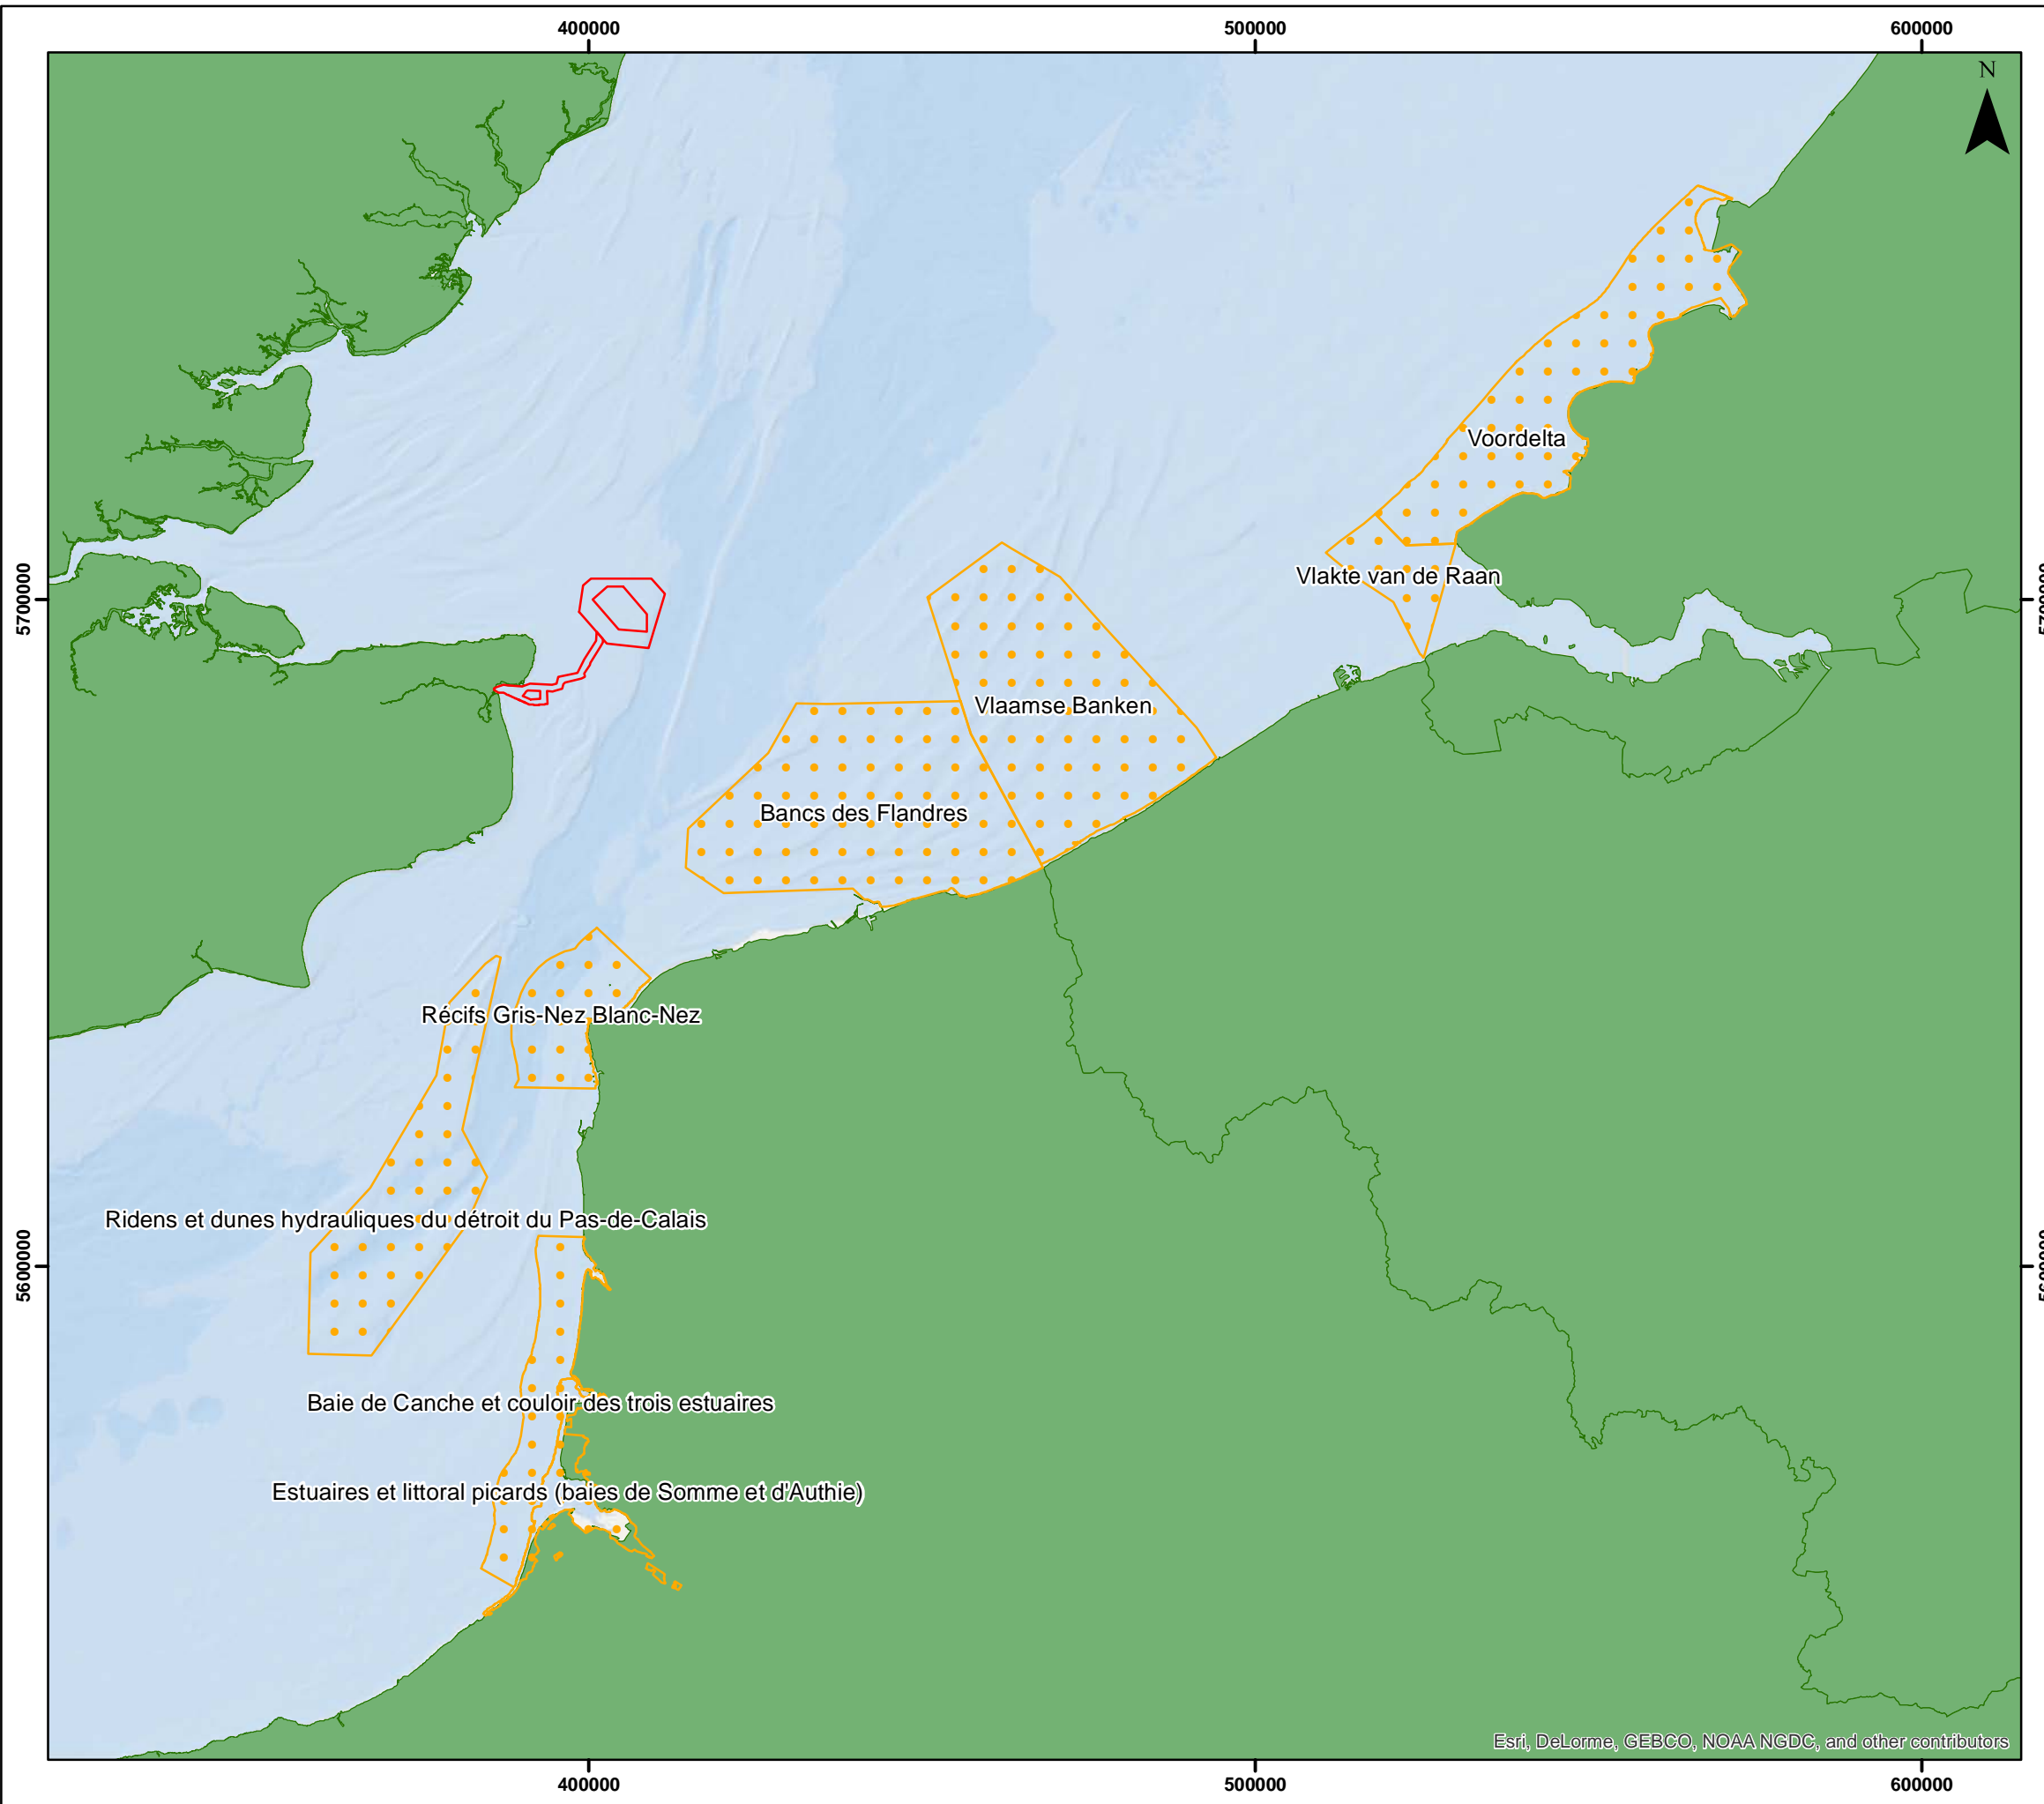 400000
500000
600000
N
Voordelta
Vlakte van de Raan
5700000
5700000
Vlaamse Banken
Bancs des Flandres
Récifs Gris-Nez Blanc-Nez
Ridens et dunes hydrauliques du détroit du Pas-de-Calais
5600000
5600000
Baie de Canche et couloir des trois estuaires
Estuaires et littoral picards (baies de Somme et d'Authie)
Esri, DeLorme, GEBCO, NOAA NGDC, and other contributors
400000
500000
600000